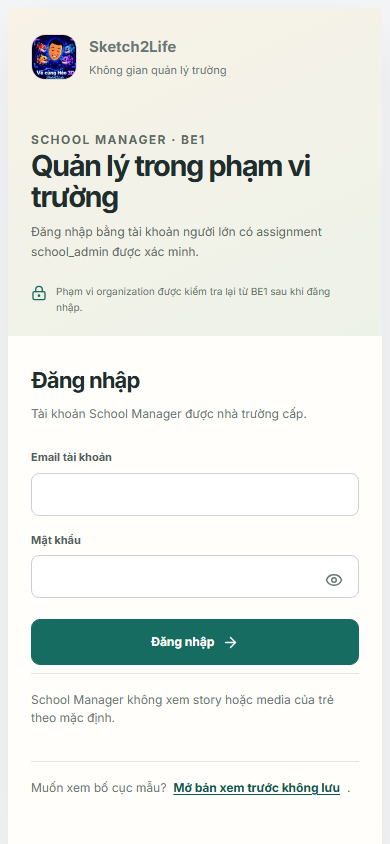 Vẽ cùng Héo 3D
Sketch2Life
Không gian quản lý trường
SCHOOL MANAGER · BE1
Quản lý trong phạm vi
trường
Đăng nhập bằng tài khoản người lớn có assignment
school_admin được xác minh.
Phạm vi organization được kiểm tra lại từ BE1 sau khi đăng
nhập.
Đăng nhập
Tài khoản School Manager được nhà trường cấp.
Email tài khoản
Mật khẩu
Đăng nhập
School Manager không xem story hoặc media của trẻ
theo mặc định.
Muốn xem bố cục mẫu? Mở bản xem trước không lưu .